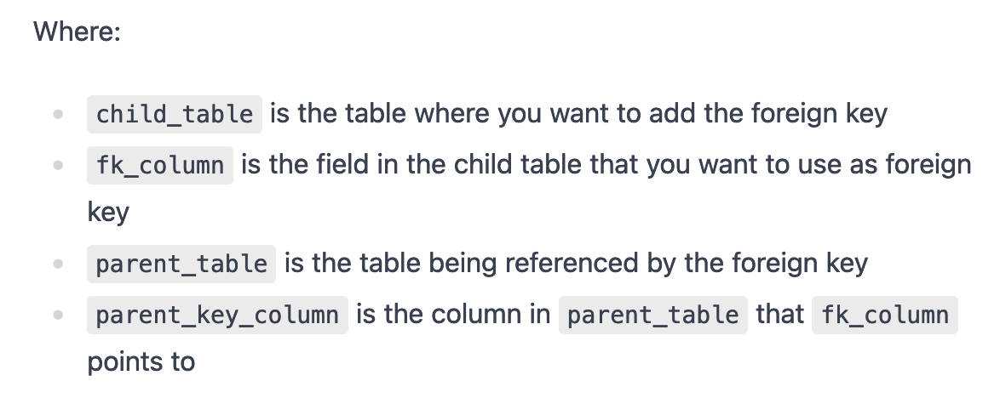 Where:
child_table is the table where you want to add the foreign key
fk_column is the field in the child table that you want to use as foreign
key
parent_table is the table being referenced by the foreign key
parent_key_column is the column in parent_table that fk_column
points to